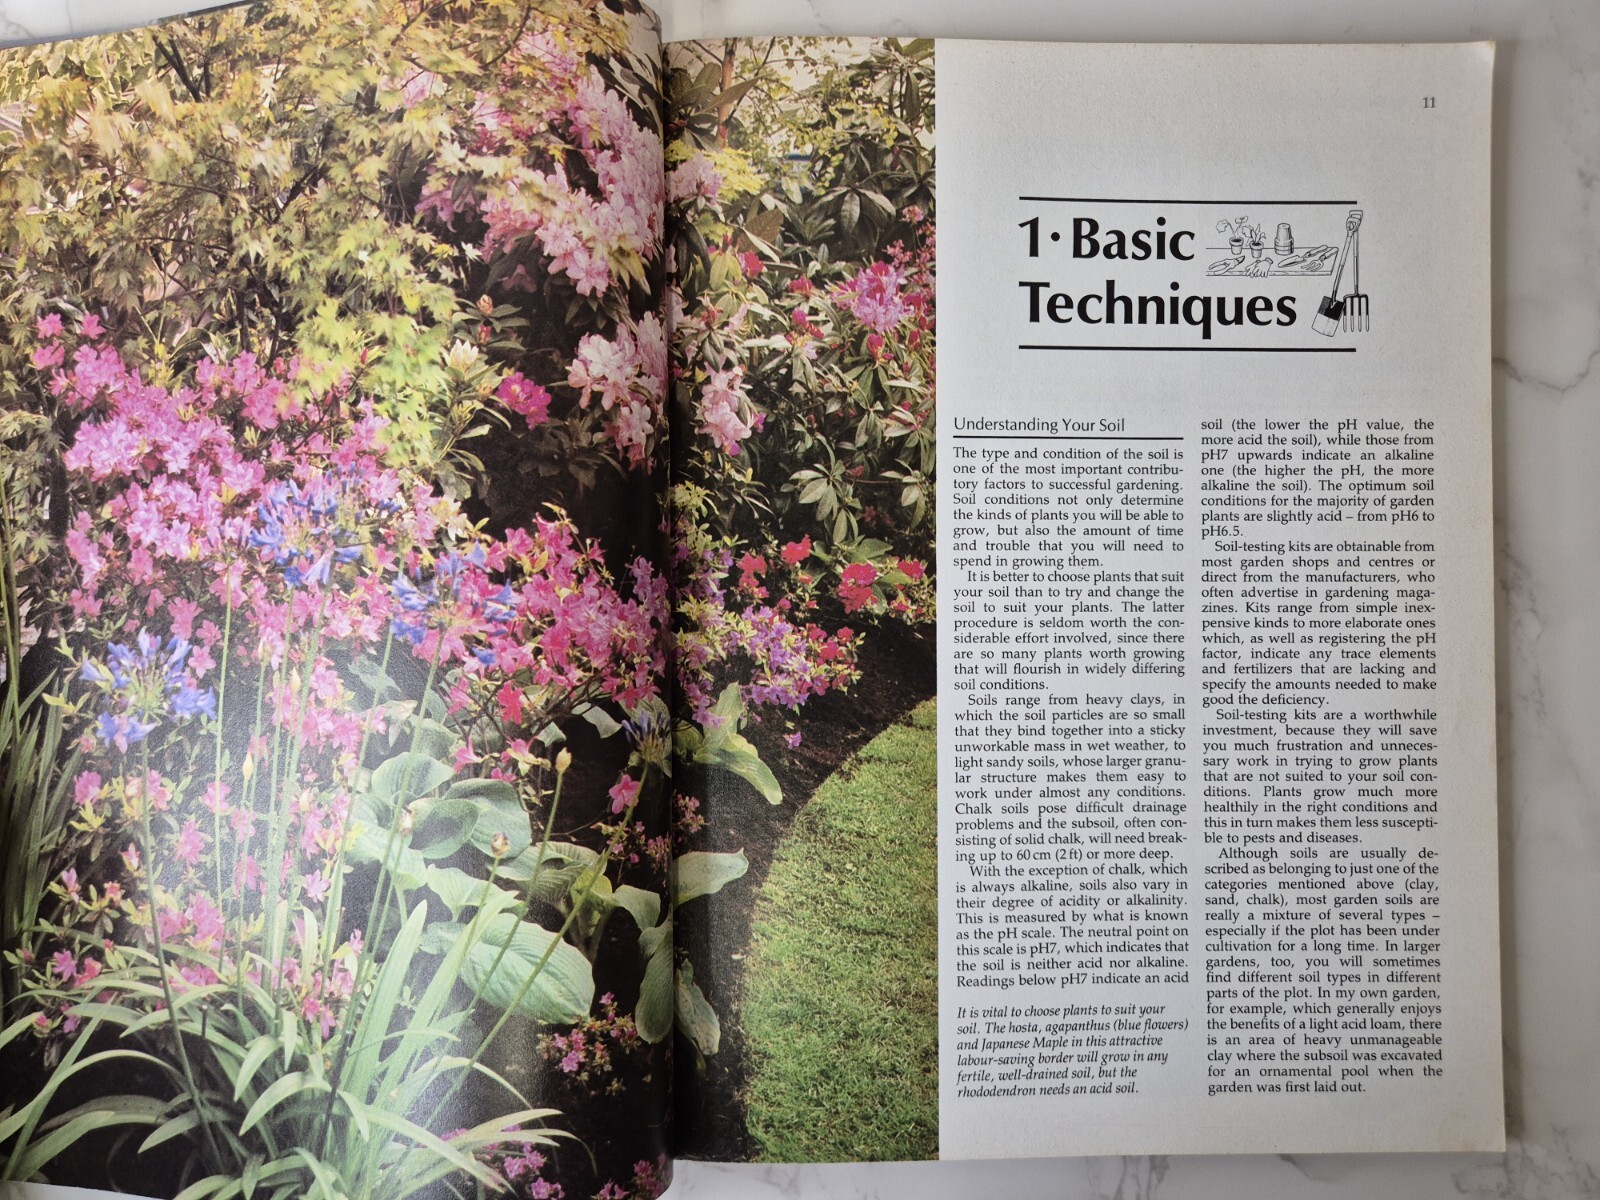 11
1·Basic
Techniques
Understanding Your Soil
The type and condition of the soil is
one of the most important contribu-
tory factors to successful gardening.
Soil conditions not only determine
the kinds of plants you will be able to
grow, but also the amount of time
and trouble that you will need to
spend in growing them.
It is better to choose plants that suit
your soil than to try and change the
soil to suit your plants. The latter
procedure is seldom worth the con-
siderable effort involved, since there
are so many plants worth growing
that will flourish in widely differing
soil conditions.
Soils range from heavy clays, in
which the soil particles are so small
that they bind together into a sticky
unworkable mass in wet weather, to
light sandy soils, whose larger granu-
lar structure makes them easy to
work under almost any conditions.
Chalk soils pose difficult drainage
problems and the subsoil, often con-
sisting of solid chalk, will need break-
ing up to 60 cm (2 ft) or more deep.
With the exception of chalk, which
is always alkaline, soils also vary in
their degree of acidity or alkalinity.
This is measured by what is known
as the pH scale. The neutral point on
this scale is pH7, which indicates that
the soil is neither acid nor alkaline.
Readings below pH7 indicate an acid
It is vital to choose plants to suit your
soil. The hosta, agapanthus (blue flowers)
and Japanese Maple in this attractive
labour-saving border will grow in any
fertile, well-drained soil, but the
rhododendron needs an acid soil.
soil (the lower the pH value, the
more acid the soil), while those from
pH7 upwards indicate an alkaline
one (the higher the pH, the more
alkaline the soil). The optimum soil
conditions for the majority of garden
plants are slightly acid – from pH6 to
pH6.5.
Soil-testing kits are obtainable from
most garden shops and centres or
direct from the manufacturers, who
often advertise in gardening maga-
zines. Kits range from simple inex-
pensive kinds to more elaborate ones
which, as well as registering the pH
factor, indicate any trace elements
and fertilizers that are lacking and
specify the amounts needed to make
good the deficiency.
Soil-testing kits are a worthwhile
investment, because they will save
you much frustration and unneces-
sary work in trying to grow plants
that are not suited to your soil con-
ditions. Plants grow much more
healthily in the right conditions and
this in turn makes them less suscepti-
ble to pests and diseases.
Although soils are usually de-
scribed as belonging to just one of the
categories mentioned above (clay,
sand, chalk), most garden soils are
really a mixture of several types –
especially if the plot has been under
cultivation for a long time. In larger
gardens, too, you will sometimes
find different soil types in different
parts of the plot. In my own garden,
for example, which generally enjoys
the benefits of a light acid loam, there
is an area of heavy unmanageable
clay where the subsoil was excavated
for an ornamental pool when the
garden was first laid out.